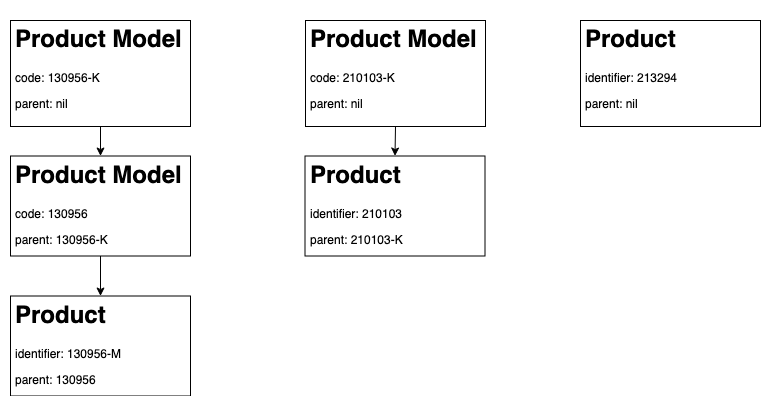 Product Model
code: 130956-K
parent: nil
Product Model
code: 130956
parent: 130956-K
Product
identifier: 130956-M
parent: 130956
Product Model
code: 210103-K
parent: nil
Product
identifier: 210103
parent: 210103-K
Product
identifier: 213294
parent: nil